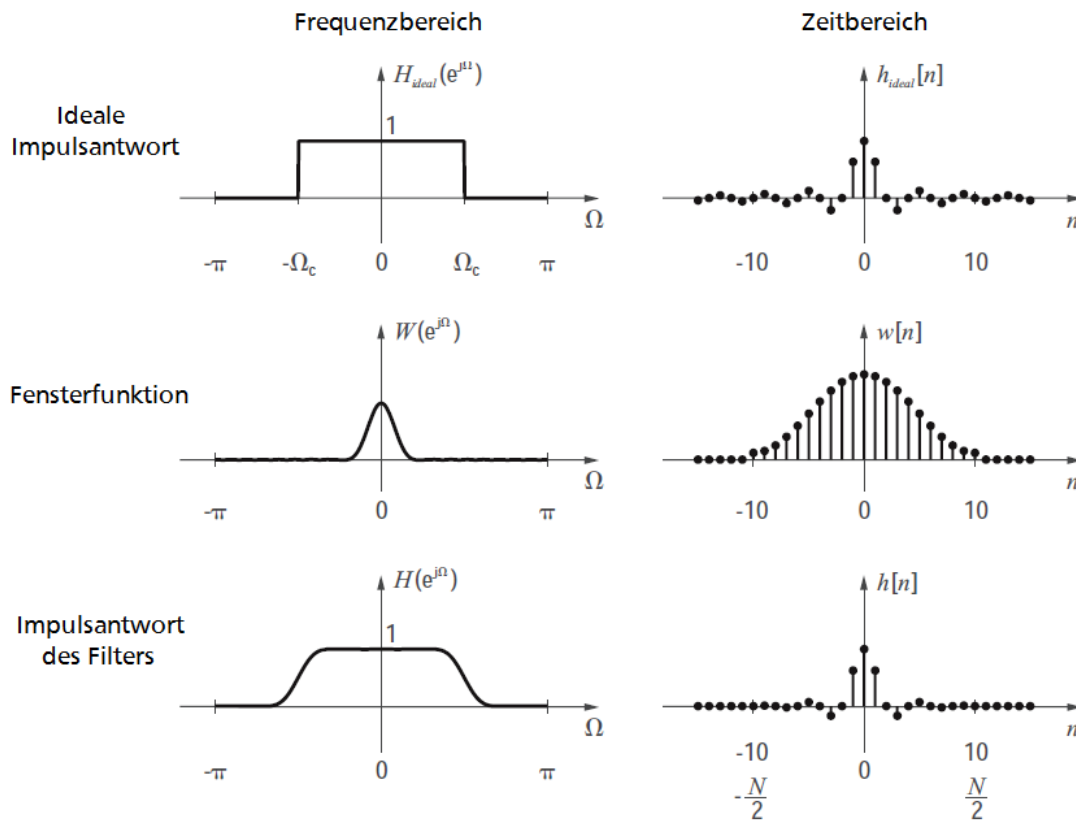 Frequenzbereich Zeitbereich
Ideale
Impulsantwort
H_ideal(e^jΩ) h_ideal[n]
1
Ω n
-π -Ω_c 0 Ω_c π -10 0 10
Fensterfunktion
W(e^jΩ) w[n]
Ω n
-π 0 π -10 0 10
Impulsantwort
des Filters
H(e^jΩ) h[n]
1
Ω n
-π 0 π -10 0 10
-N/2 N/2